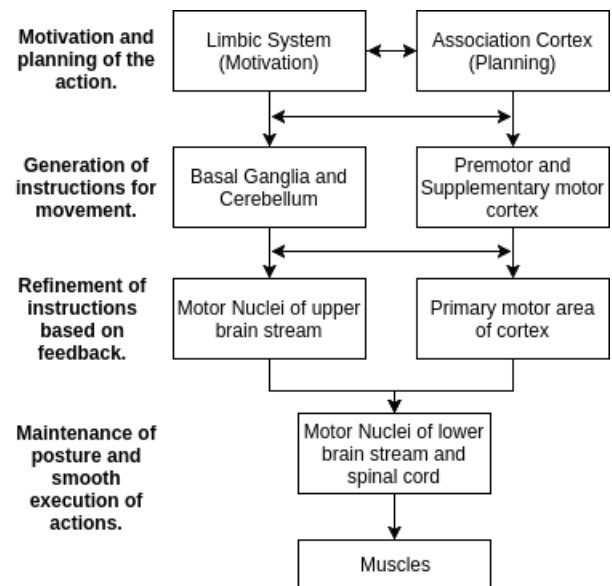 Motivation and
planning of the
action.
Limbic System
(Motivation)
Association Cortex
(Planning)
Generation of
instructions for
movement.
Basal Ganglia and
Cerebellum
Premotor and
Supplementary motor
cortex
Refinement of
instructions
based on
feedback.
Motor Nuclei of upper
brain stream
Primary motor area
of cortex
Maintenance of
posture and
smooth
execution of
actions.
Motor Nuclei of lower
brain stream and
spinal cord
Muscles